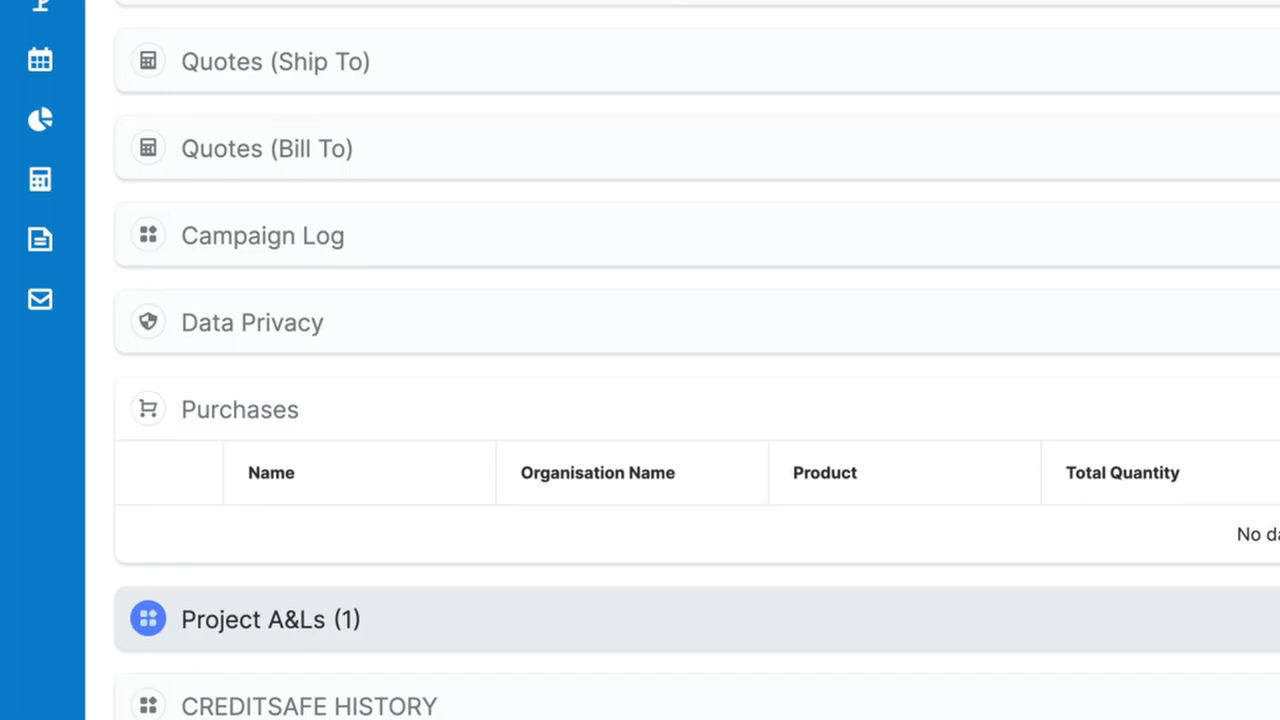 Quotes (Ship To)
Quotes (Bill To)
Campaign Log
Data Privacy
Purchases
Name Organisation Name Product Total Quantity
No
Project A&Ls (1)
CREDITSAFE HISTORY